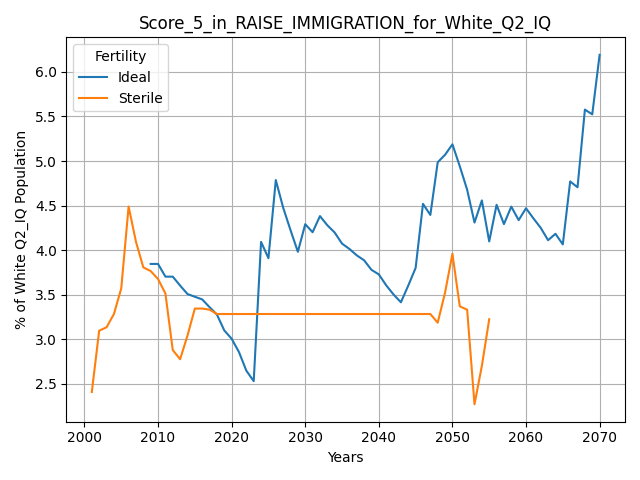 Score_5_in_RAISE_IMMIGRATION_for_White_Q2_IQ
Fertility
Ideal
Sterile
% of White Q2_IQ Population
6.0
5.5
5.0
4.5
4.0
3.5
3.0
2.5
2000 2010 2020 2030 2040 2050 2060 2070
Years